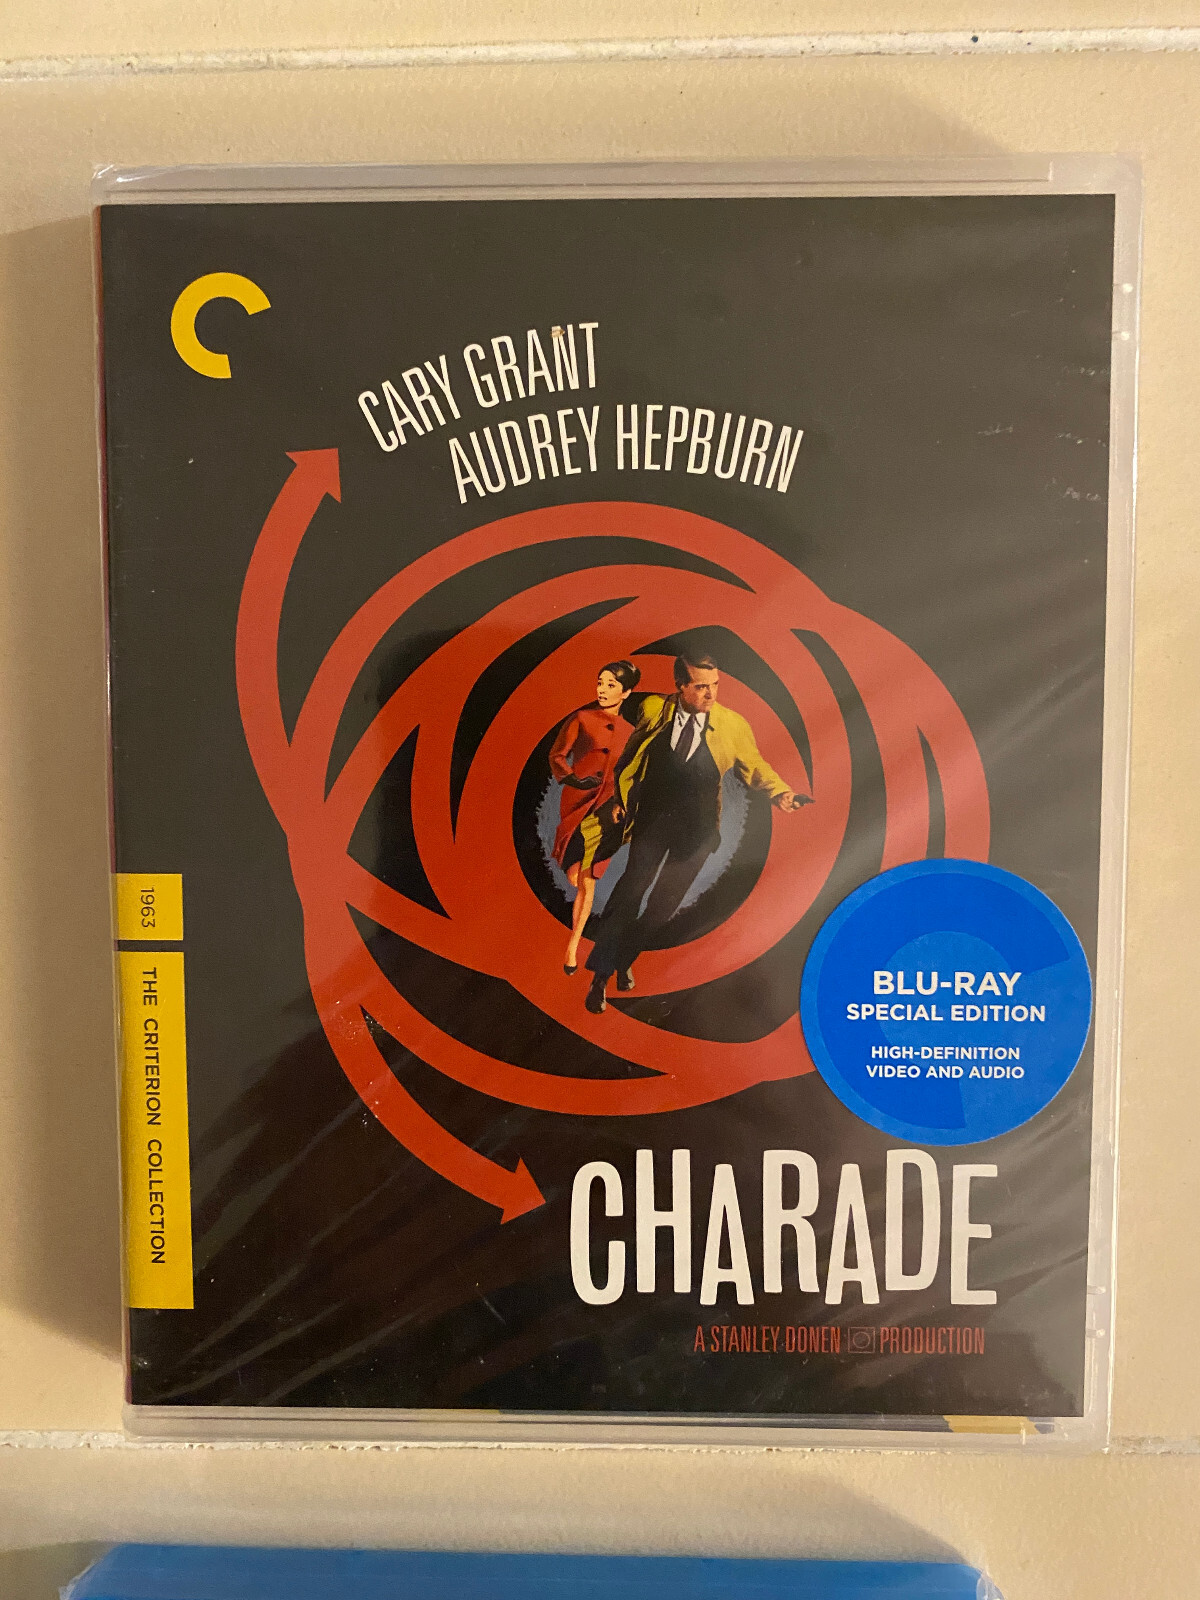 CARY GRANT
AUDREY HEPBURN
1963
THE CRITERION COLLECTION
BLU-RAY
SPECIAL EDITION
HIGH-DEFINITION
VIDEO AND AUDIO
CHARADE
A STANLEY DONEN PRODUCTION